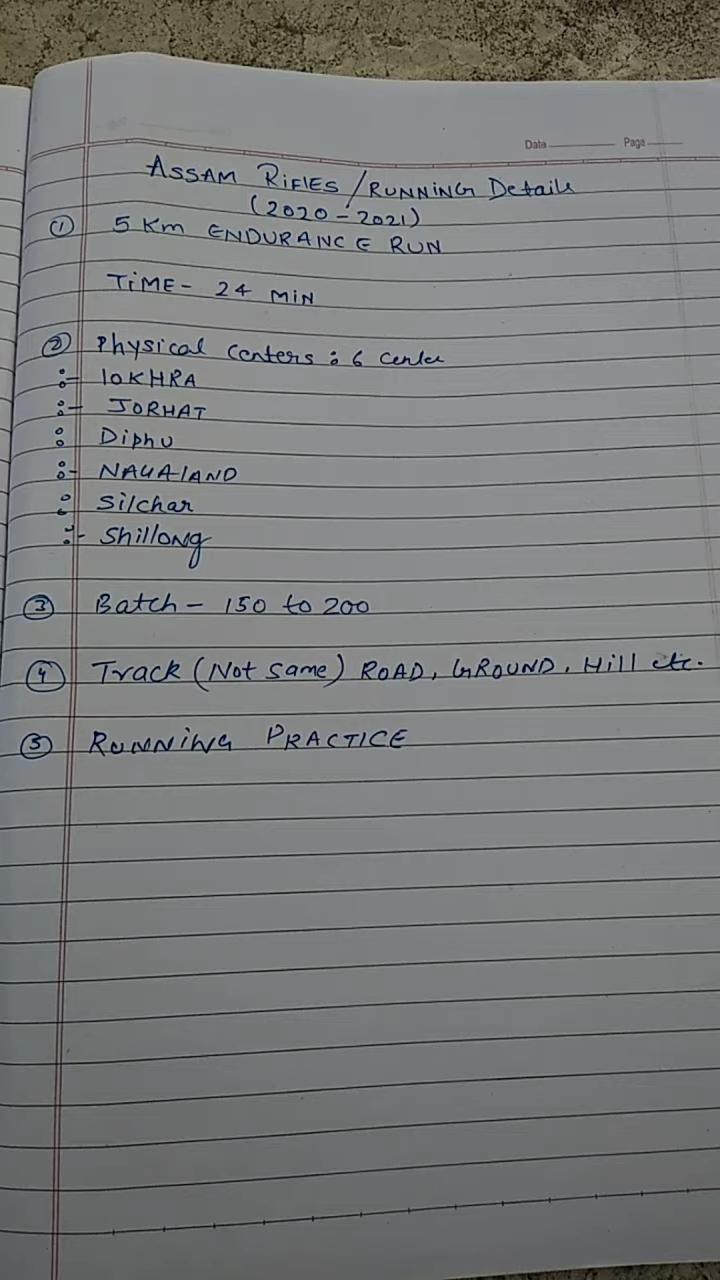 Date Page
ASSAM RIFLES / RUNNING Details
(2020-2021)
① 5 Km ENDURANCE RUN
TiME- 24 MiN
② Physical Centers : 6 Center
:- lOKHRA
:- JORHAT
: Diphu
:- NAGAlAND
: Silchar
:- Shillong
③ Batch - 150 to 200
④ Track (Not Same) ROAD, GROUND, Hill etc.
⑤ RUNNiNG PRACTICE